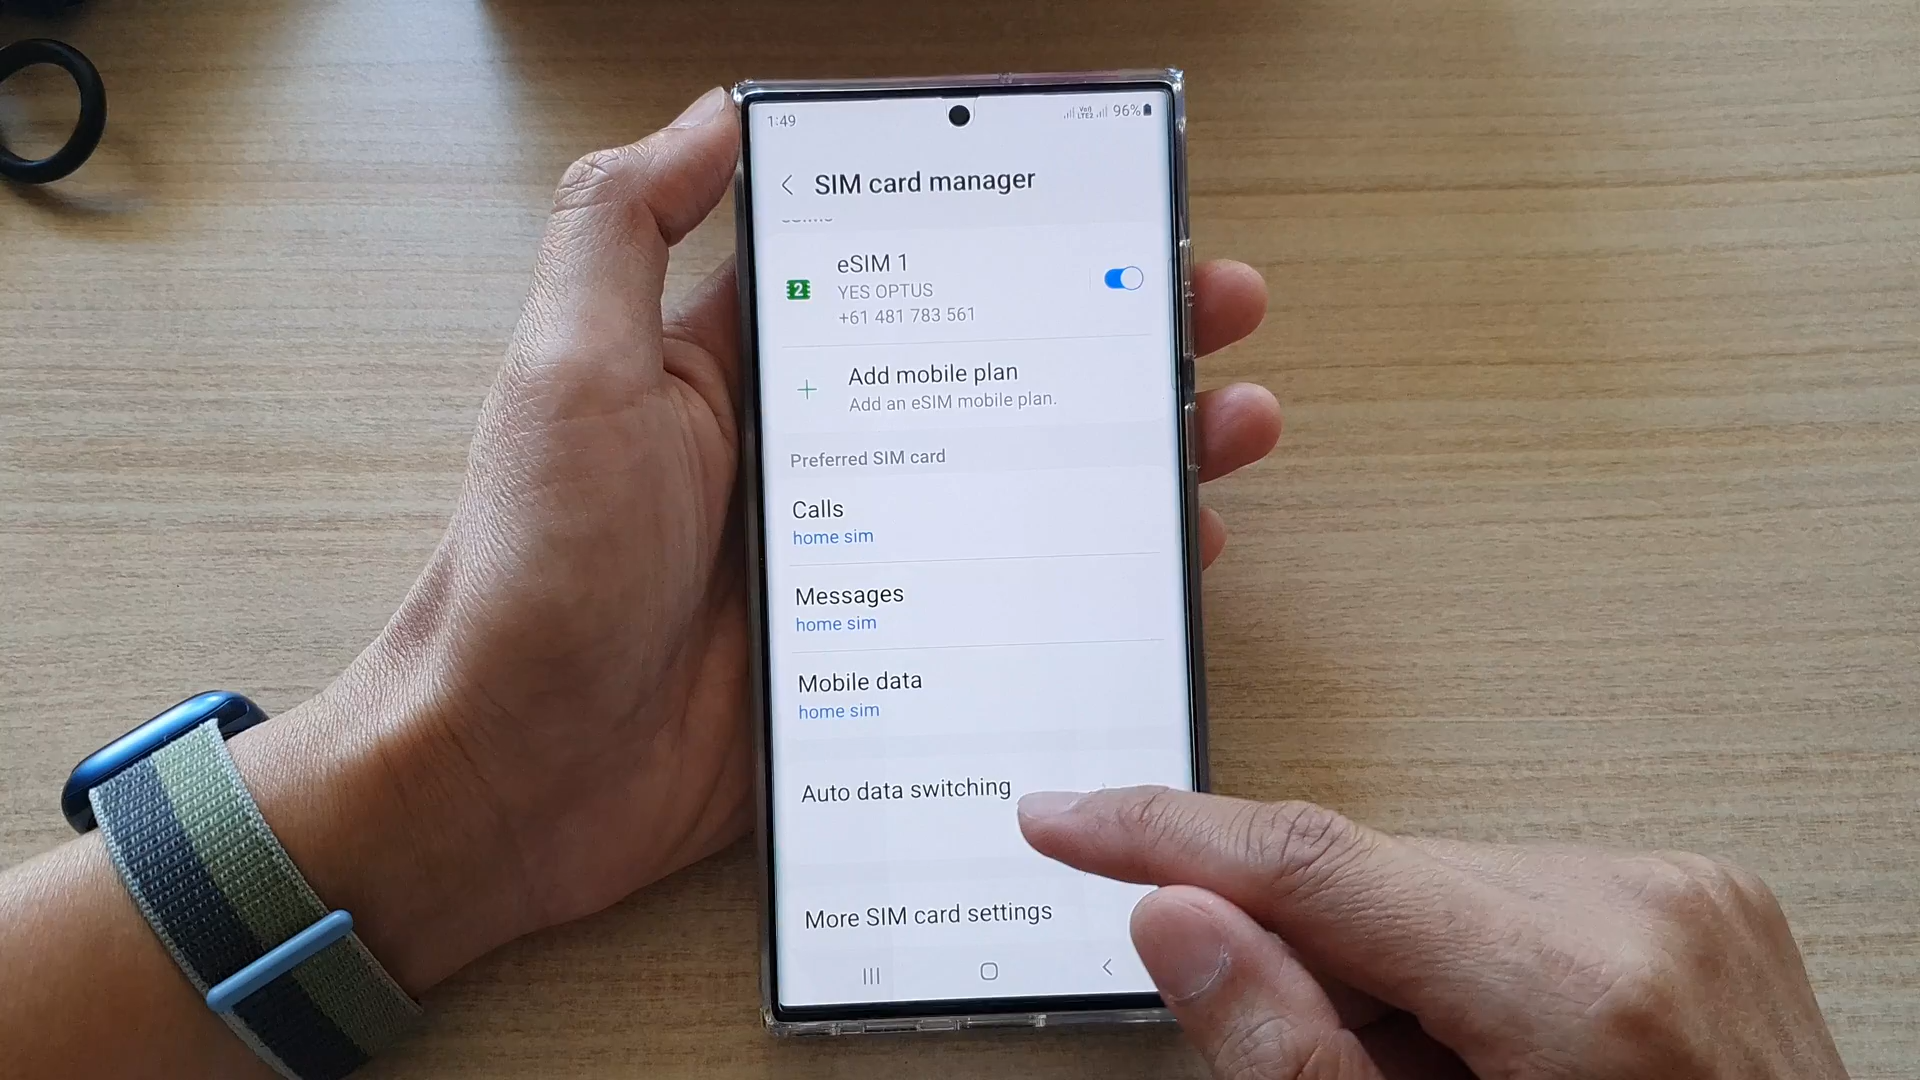 1:49
96%
SIM card manager
2
eSIM 1
YES OPTUS
+61 481 783 561
Add mobile plan
Add an eSIM mobile plan.
Preferred SIM card
Calls
home sim
Messages
home sim
Mobile data
home sim
Auto data switching
More SIM card settings